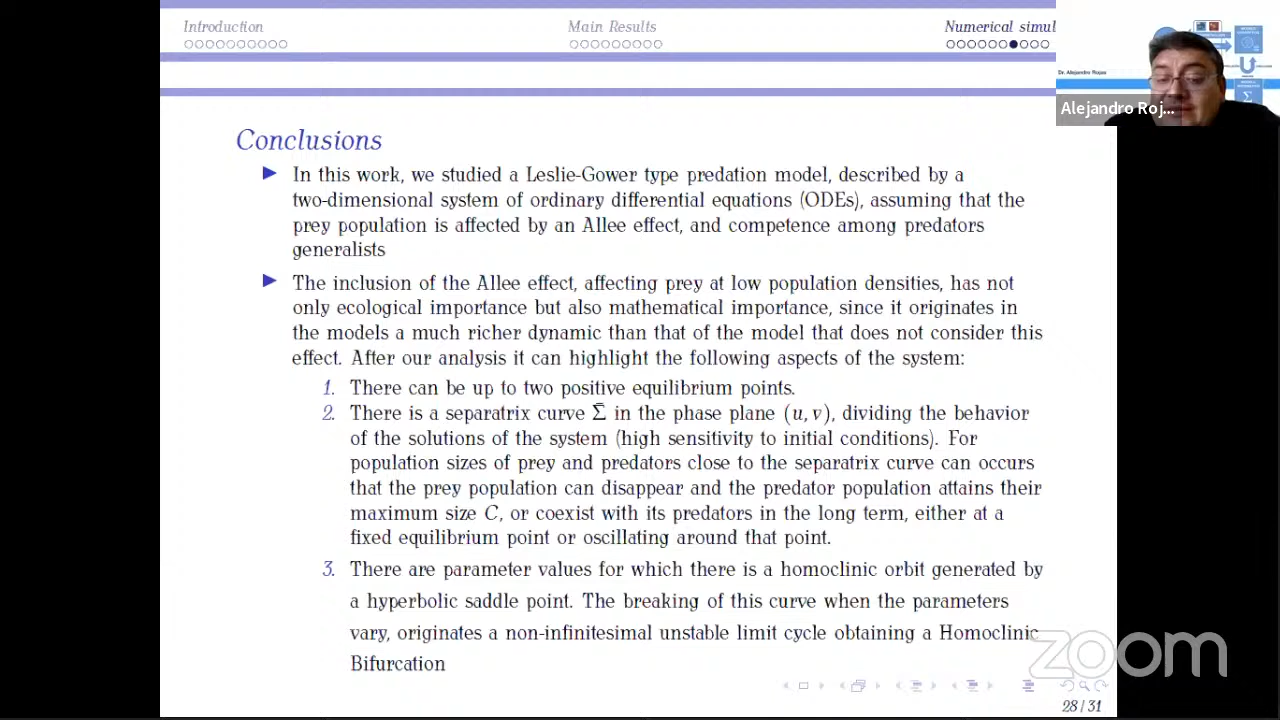 Introduction
Main Results
Numerical simul
Dr. Alejandro Rojas
Alejandro Roj...
Conclusions
In this work, we studied a Leslie-Gower type predation model, described by a
two-dimensional system of ordinary differential equations (ODEs), assuming that the
prey population is affected by an Allee effect, and competence among predators
generalists
The inclusion of the Allee effect, affecting prey at low population densities, has not
only ecological importance but also mathematical importance, since it originates in
the models a much richer dynamic than that of the model that does not consider this
effect. After our analysis it can highlight the following aspects of the system:
1. There can be up to two positive equilibrium points.
2. There is a separatrix curve Σ̄ in the phase plane (u, v), dividing the behavior
of the solutions of the system (high sensitivity to initial conditions). For
population sizes of prey and predators close to the separatrix curve can occurs
that the prey population can disappear and the predator population attains their
maximum size C, or coexist with its predators in the long term, either at a
fixed equilibrium point or oscillating around that point.
3. There are parameter values for which there is a homoclinic orbit generated by
a hyperbolic saddle point. The breaking of this curve when the parameters
vary, originates a non-infinitesimal unstable limit cycle obtaining a Homoclinic
Bifurcation
zoom
28/31